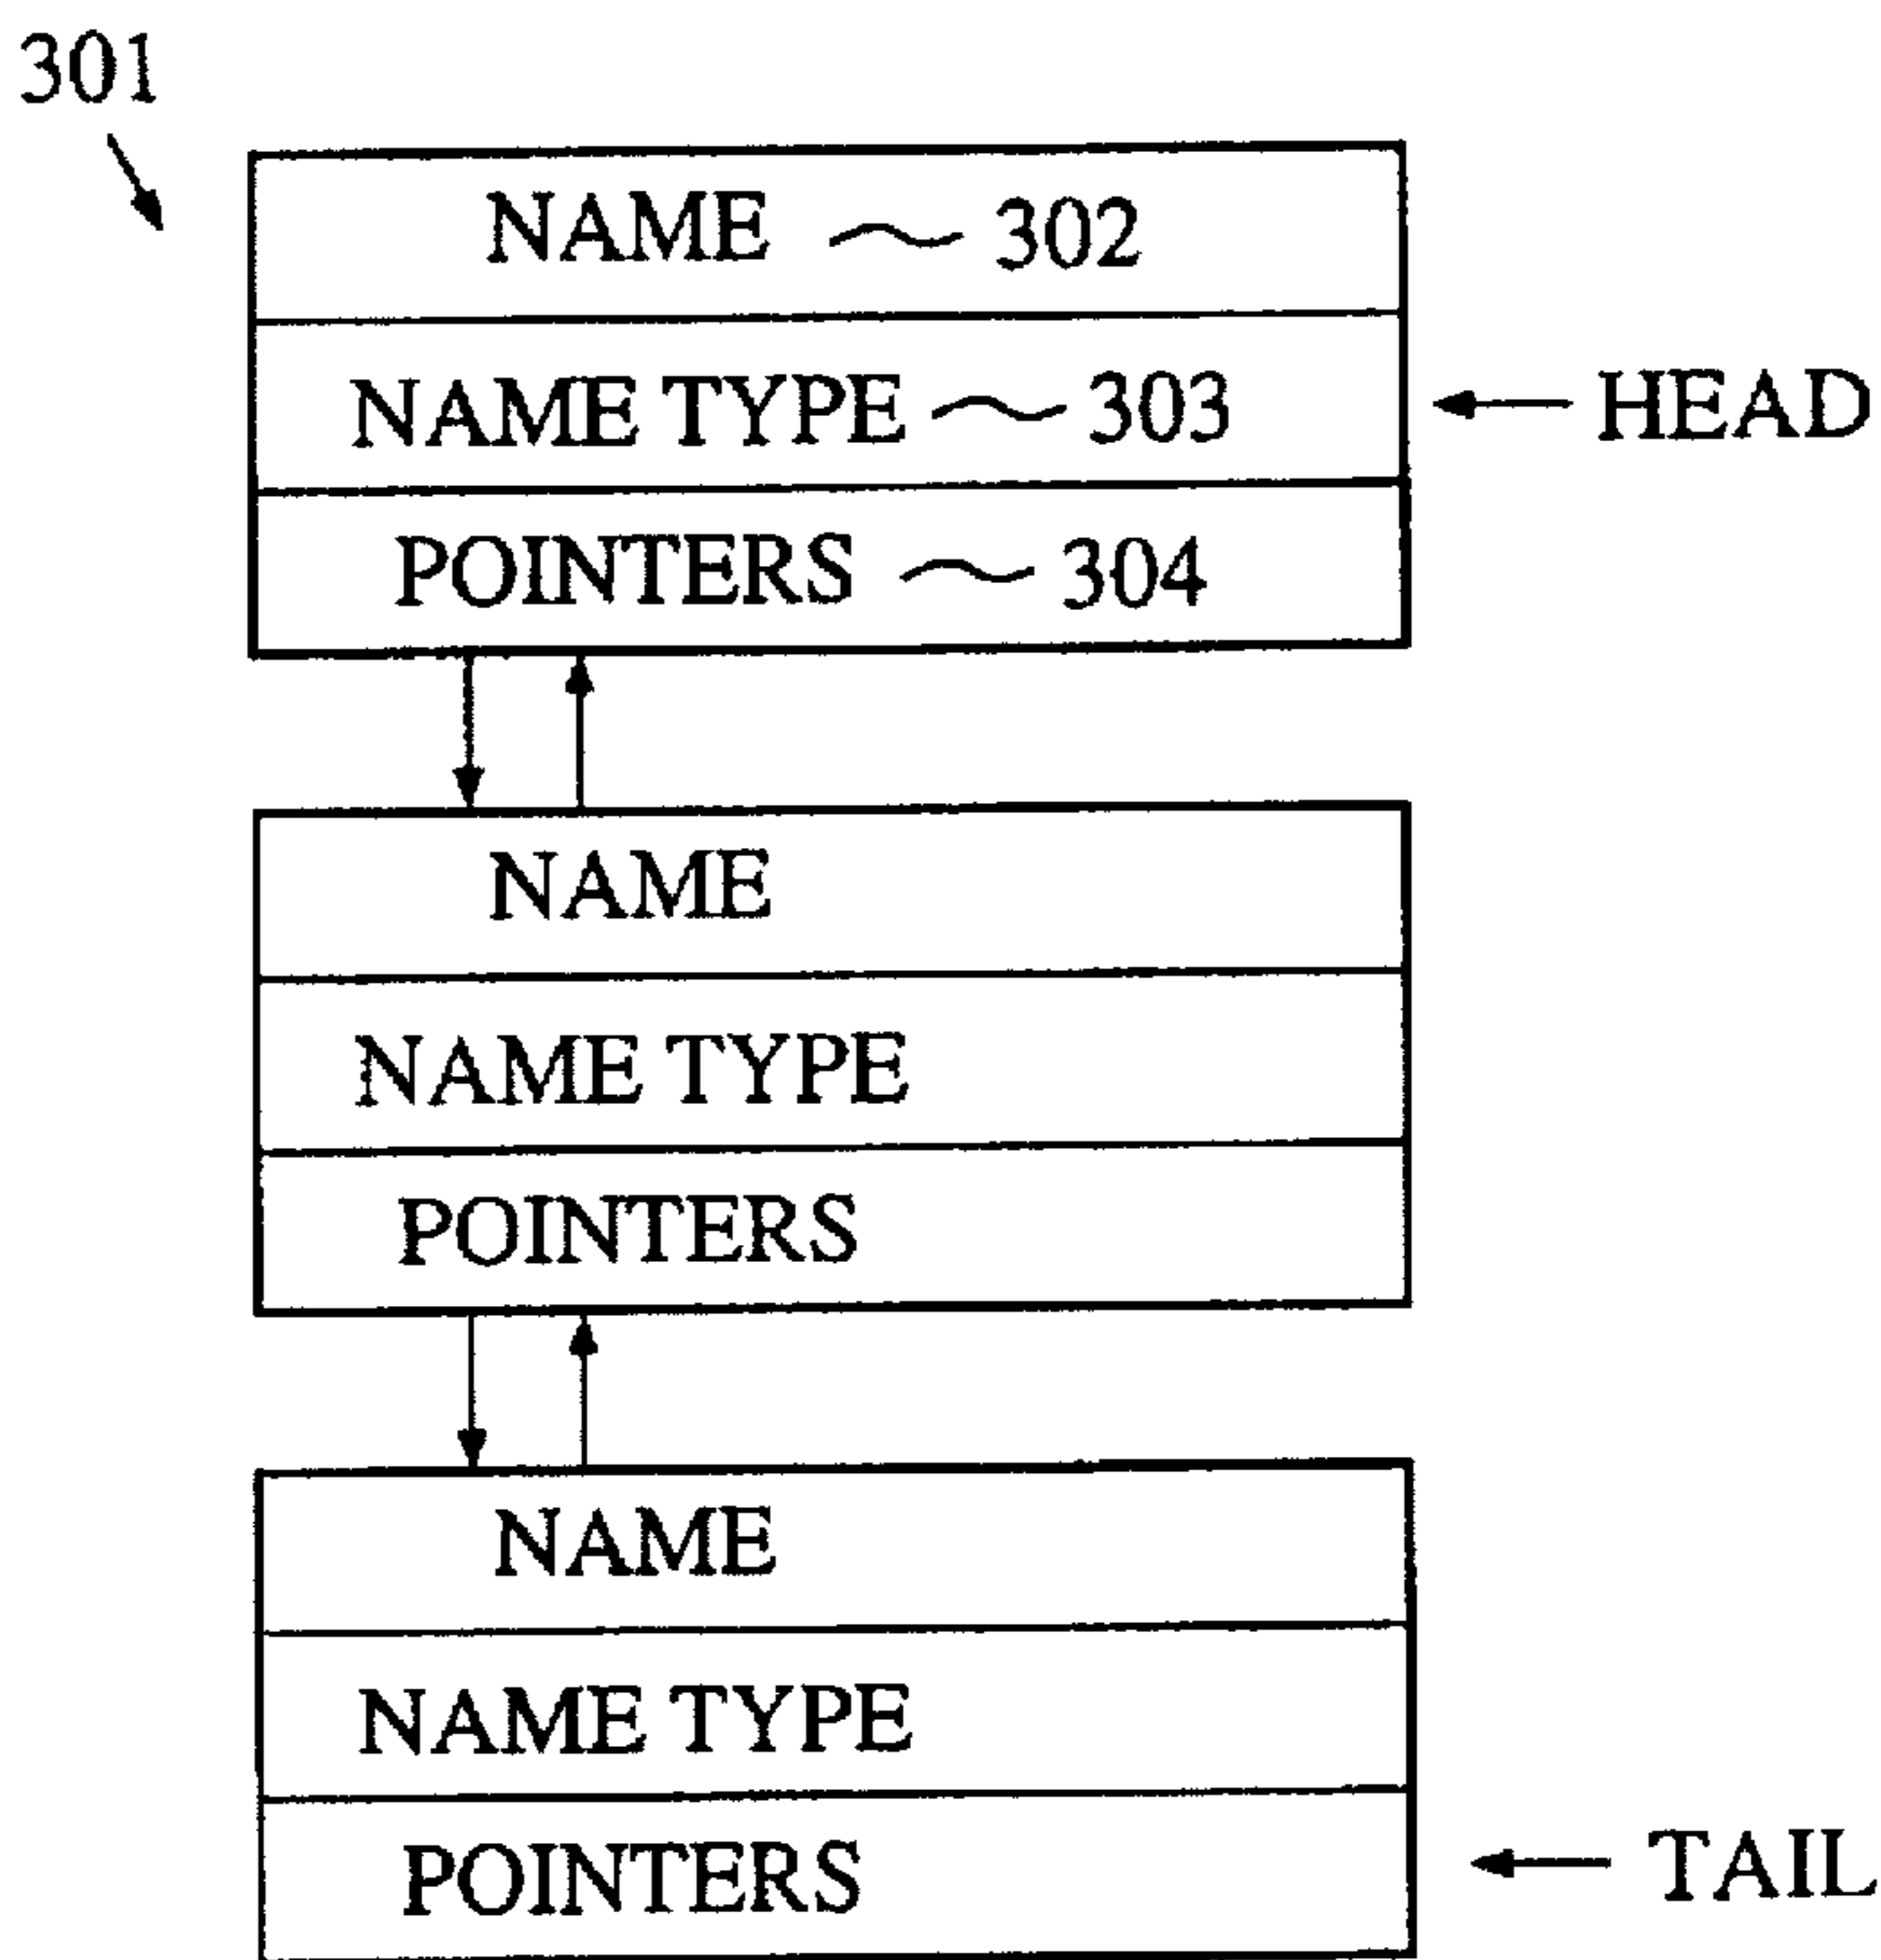 301
NAME 302
NAME TYPE 303
HEAD
POINTERS 304
NAME
NAME TYPE
POINTERS
NAME
NAME TYPE
POINTERS
TAIL